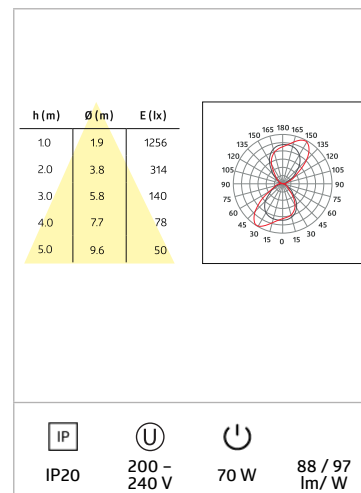 h (m) Ø (m) E (lx)
1.0 1.9 1256
2.0 3.8 314
3.0 5.8 140
4.0 7.7 78
5.0 9.6 50
165 180 165
150 150
135 135
120 120
105 105
90 90
75 75
60 60
45 45
30 30
15 0 15
IP U
IP20 200 – 240 V 70 W 88 / 97 lm/ W